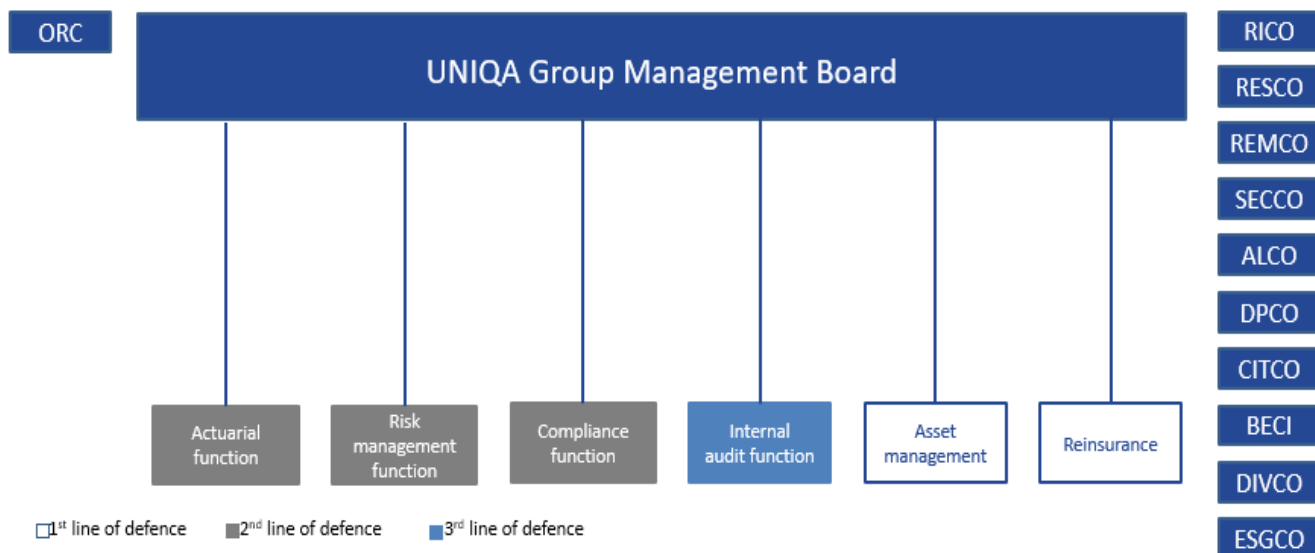 ORC
UNIQA Group Management Board
RICO
RESCO
REMCO
SECCO
ALCO
DPCO
CITCO
BECI
DIVCO
ESGCO
Actuarial
function
Risk
management
function
Compliance
function
Internal
audit function
Asset
management
Reinsurance
1st line of defence
2nd line of defence
3rd line of defence